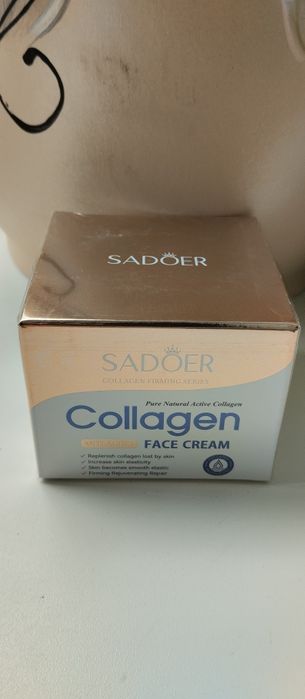 SADOER
SADOER
COLLAGEN FIRMING SERIES
Pure Natural Active Collagen
Collagen
FACE CREAM
✓ Replenish collagen lost by skin
✓ Increase skin elasticity
✓ Skin becomes smooth elastic
✓ Firming Rejuvenating Repair